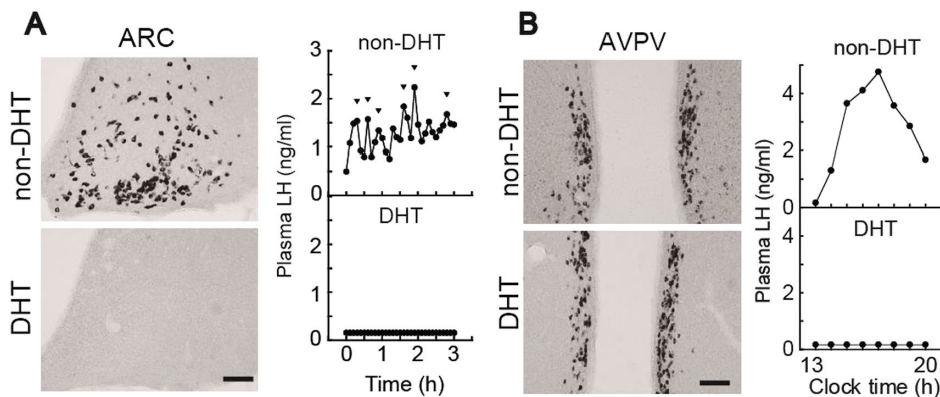 A
ARC
non-DHT
DHT
non-DHT
3
2
1
0
DHT
2
1
0
Plasma LH (ng/ml)
0 1 2 3
Time (h)
B
AVPV
non-DHT
DHT
non-DHT
4
2
0
DHT
4
2
0
Plasma LH (ng/ml)
13 20
Clock time (h)